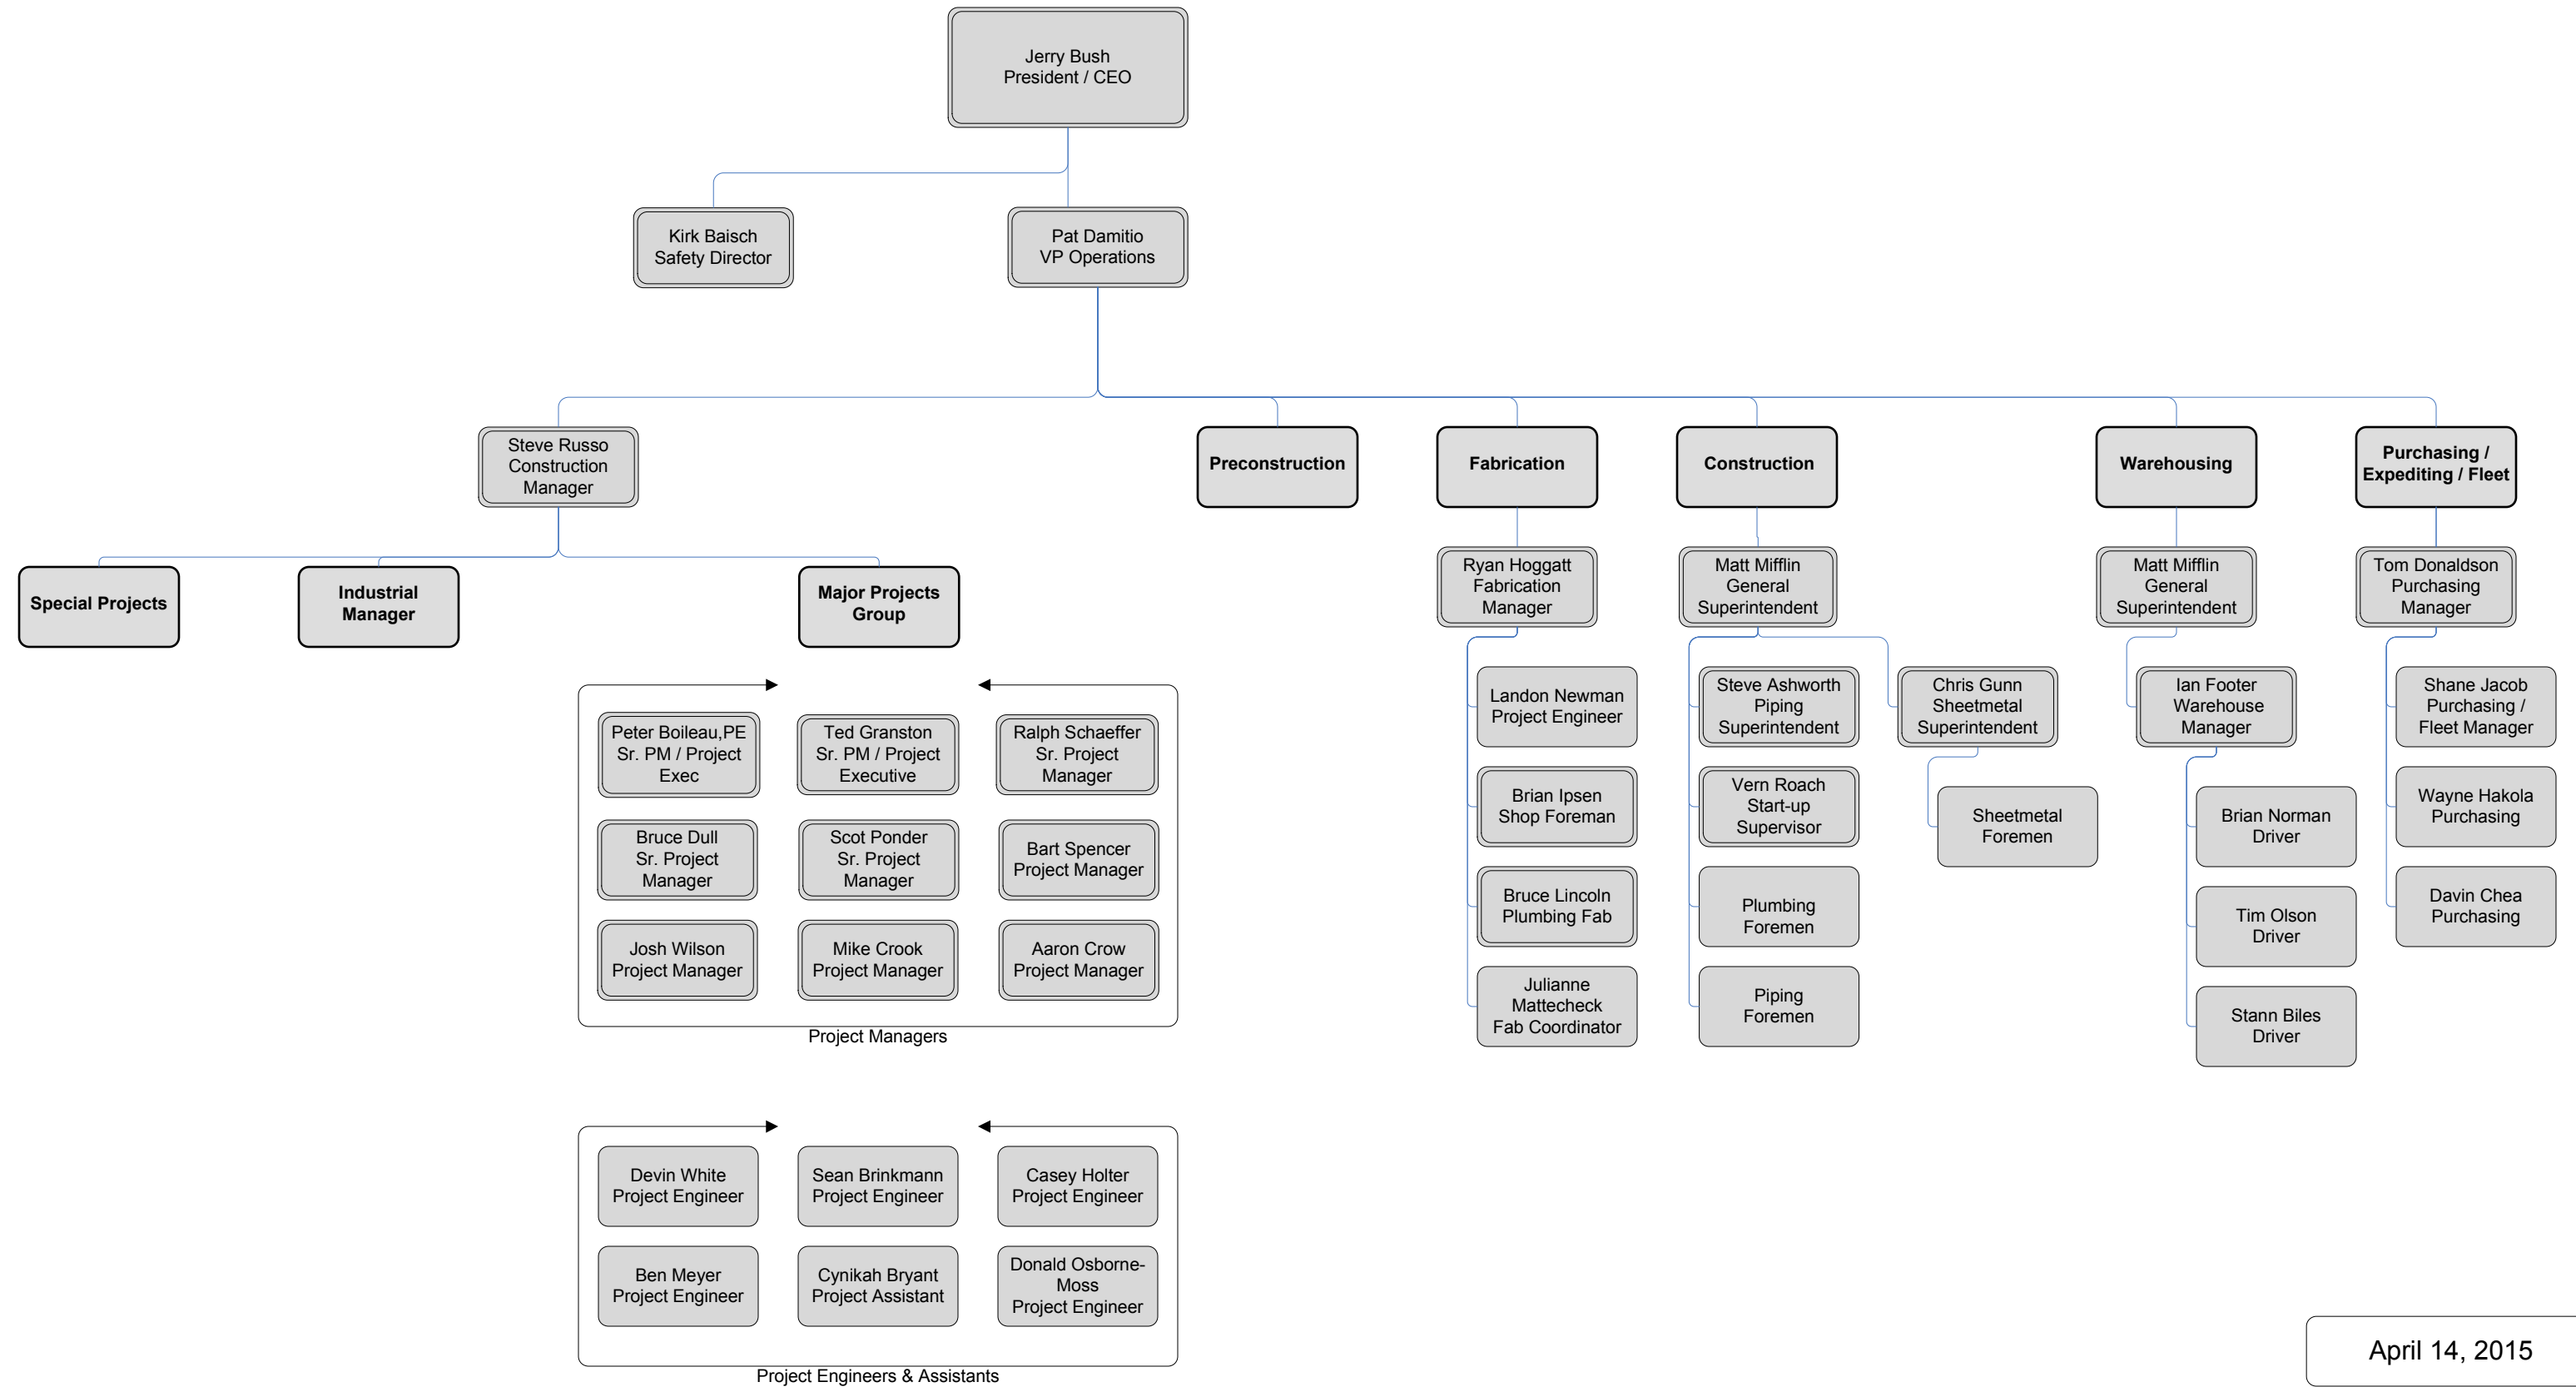 Jerry Bush
President / CEO
Kirk Baisch
Safety Director
Pat Damitio
VP Operations
Steve Russo
Construction
Manager
Preconstruction
Fabrication
Construction
Warehousing
Purchasing /
Expediting / Fleet
Special Projects
Industrial
Manager
Major Projects
Group
Ryan Hoggatt
Fabrication
Manager
Matt Mifflin
General
Superintendent
Matt Mifflin
General
Superintendent
Tom Donaldson
Purchasing
Manager
Peter Boileau,PE
Sr. PM / Project
Exec
Ted Granston
Sr. PM / Project
Executive
Ralph Schaeffer
Sr. Project
Manager
Bruce Dull
Sr. Project
Manager
Scot Ponder
Sr. Project
Manager
Bart Spencer
Project Manager
Josh Wilson
Project Manager
Mike Crook
Project Manager
Aaron Crow
Project Manager
Project Managers
Landon Newman
Project Engineer
Brian Ipsen
Shop Foreman
Bruce Lincoln
Plumbing Fab
Julianne
Mattecheck
Fab Coordinator
Steve Ashworth
Piping
Superintendent
Vern Roach
Start-up
Supervisor
Plumbing
Foremen
Piping
Foremen
Chris Gunn
Sheetmetal
Superintendent
Sheetmetal
Foremen
Ian Footer
Warehouse
Manager
Brian Norman
Driver
Tim Olson
Driver
Stann Biles
Driver
Shane Jacob
Purchasing /
Fleet Manager
Wayne Hakola
Purchasing
Davin Chea
Purchasing
Devin White
Project Engineer
Sean Brinkmann
Project Engineer
Casey Holter
Project Engineer
Ben Meyer
Project Engineer
Cynikah Bryant
Project Assistant
Donald Osborne-
Moss
Project Engineer
Project Engineers & Assistants
April 14, 2015